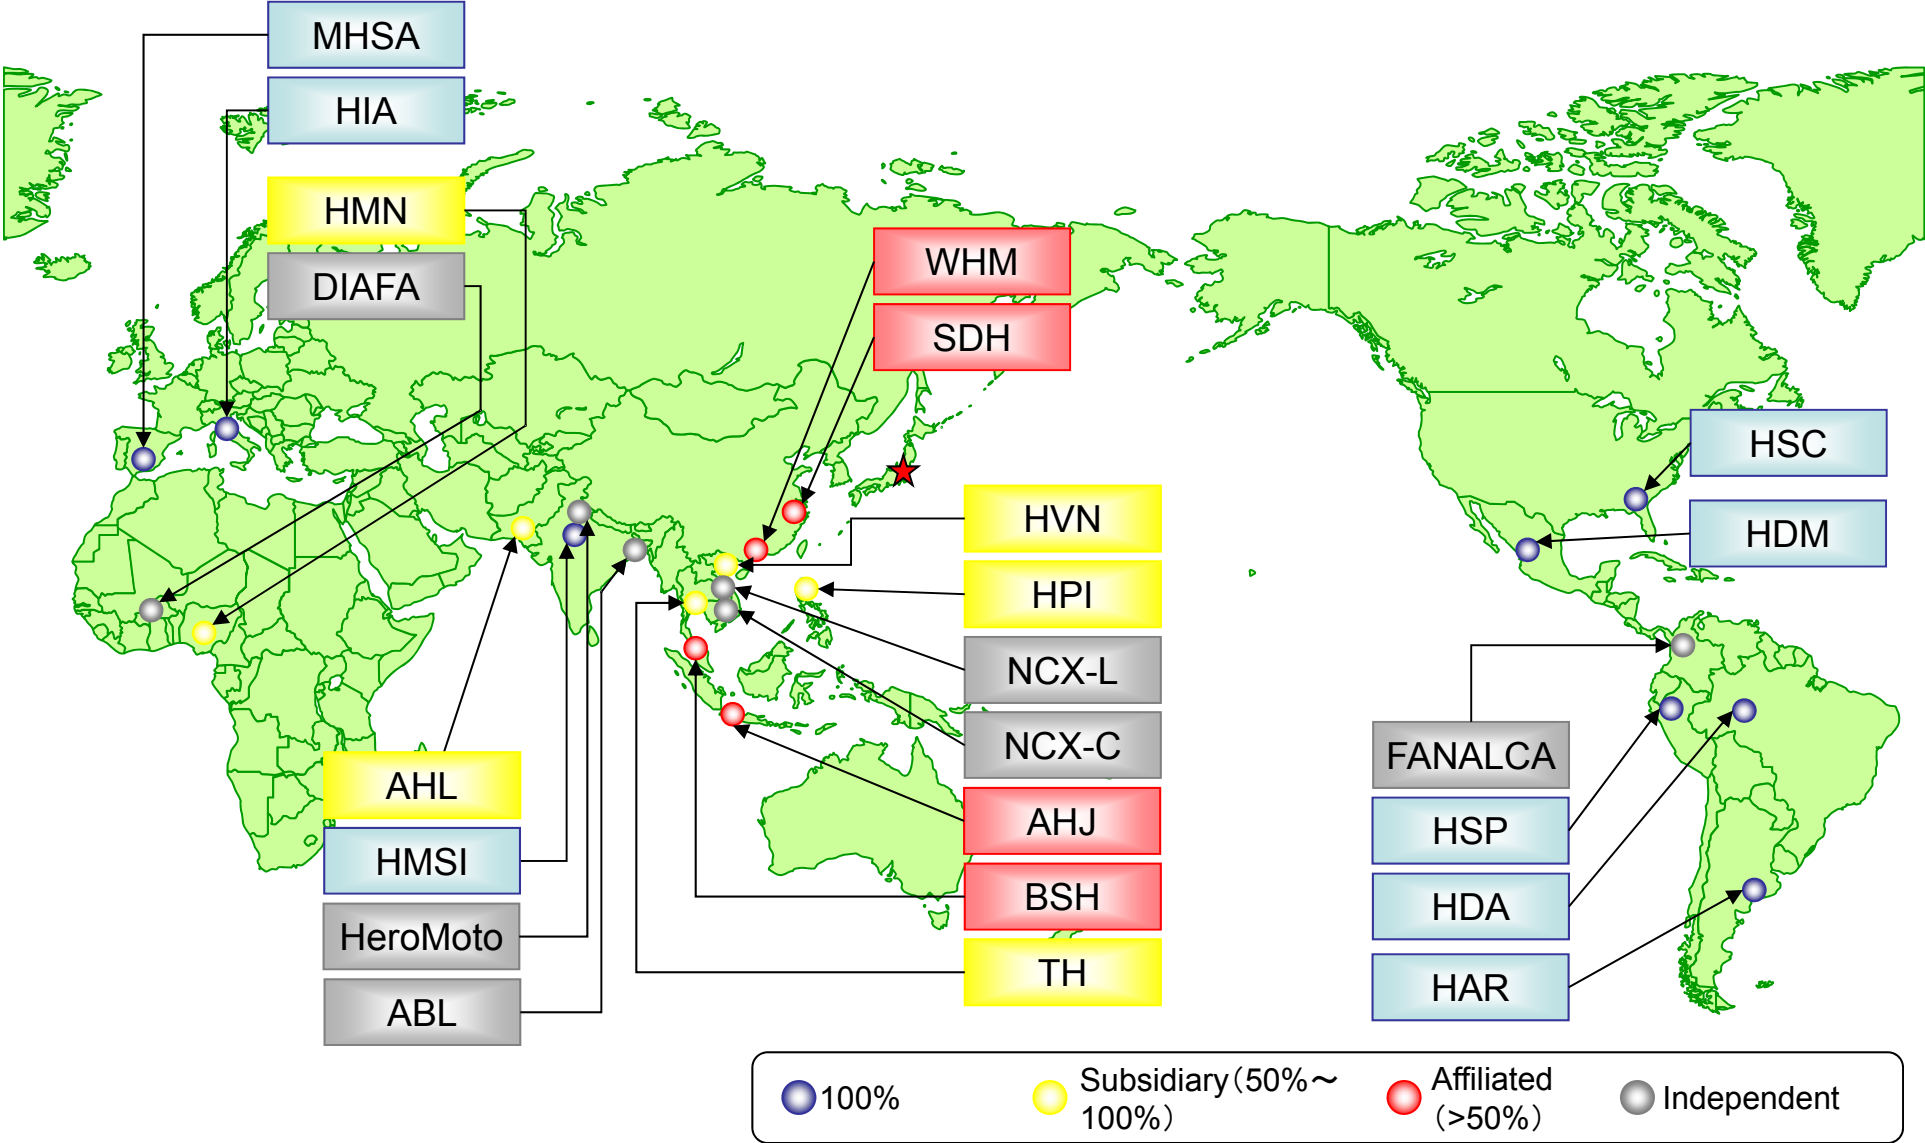 MHSA
HIA
HMN
DIAFA
WHM
SDH
HSC
HDM
HVN
HPI
NCX-L
NCX-C
AHJ
BSH
TH
AHL
HMSI
HeroMoto
ABL
FANALCA
HSP
HDA
HAR
100%
Subsidiary（50%～
100%）
Affiliated
（>50%）
Independent